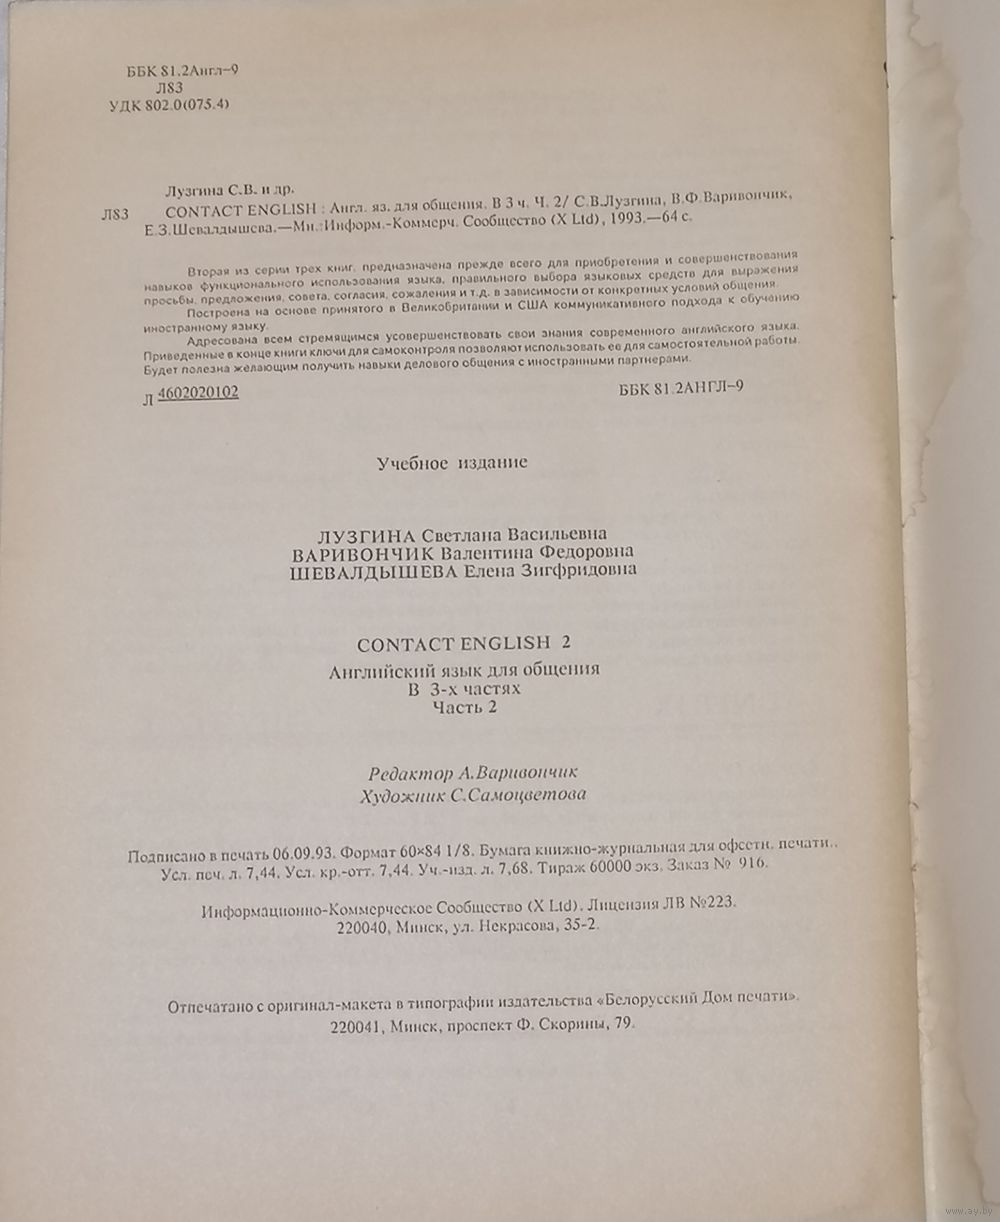 ББК 81.2Англ–9
Л83
УДК 802.0(075.4)
Лузгина С.В. и др.
Л83 CONTACT ENGLISH : Англ. яз. для общения. В 3 ч. Ч. 2/ С.В.Лузгина, В.Ф.Варивончик,
Е.З.Шевалдышева.—Мн.:Информ.-Коммерч. Сообщество (X Ltd), 1993.—64 с.
Вторая из серии трех книг, предназначена прежде всего для приобретения и совершенствования
навыков функционального использования языка, правильного выбора языковых средств для выражения
просьбы, предложения, совета, согласия, сожаления и т.д. в зависимости от конкретных условий общения.
Построена на основе принятого в Великобритании и США коммуникативного подхода к обучению
иностранному языку.
Адресована всем стремящимся усовершенствовать свои знания современного английского языка.
Приведенные в конце книги ключи для самоконтроля позволяют использовать ее для самостоятельной работы.
Будет полезна желающим получить навыки делового общения с иностранными партнерами.
Л 4602020102 ББК 81.2АНГЛ–9
Учебное издание
ЛУЗГИНА Светлана Васильевна
ВАРИВОНЧИК Валентина Федоровна
ШЕВАЛДЫШЕВА Елена Зигфридовна
CONTACT ENGLISH 2
Английский язык для общения
В 3-х частях
Часть 2
Редактор А.Варивончик
Художник С.Самоцветова
Подписано в печать 06.09.93. Формат 60×84 1/8. Бумага книжно-журнальная для офсетн. печати..
Усл. печ. л. 7,44. Усл. кр.-отт. 7,44. Уч.-изд. л. 7,68. Тираж 60000 экз. Заказ № 916.
Информационно-Коммерческое Сообщество (X Ltd). Лицензия ЛВ №223.
220040, Минск, ул. Некрасова, 35-2.
Отпечатано с оригинал-макета в типографии издательства «Белорусский Дом печати».
220041, Минск, проспект Ф. Скорины, 79.
www.ay.by